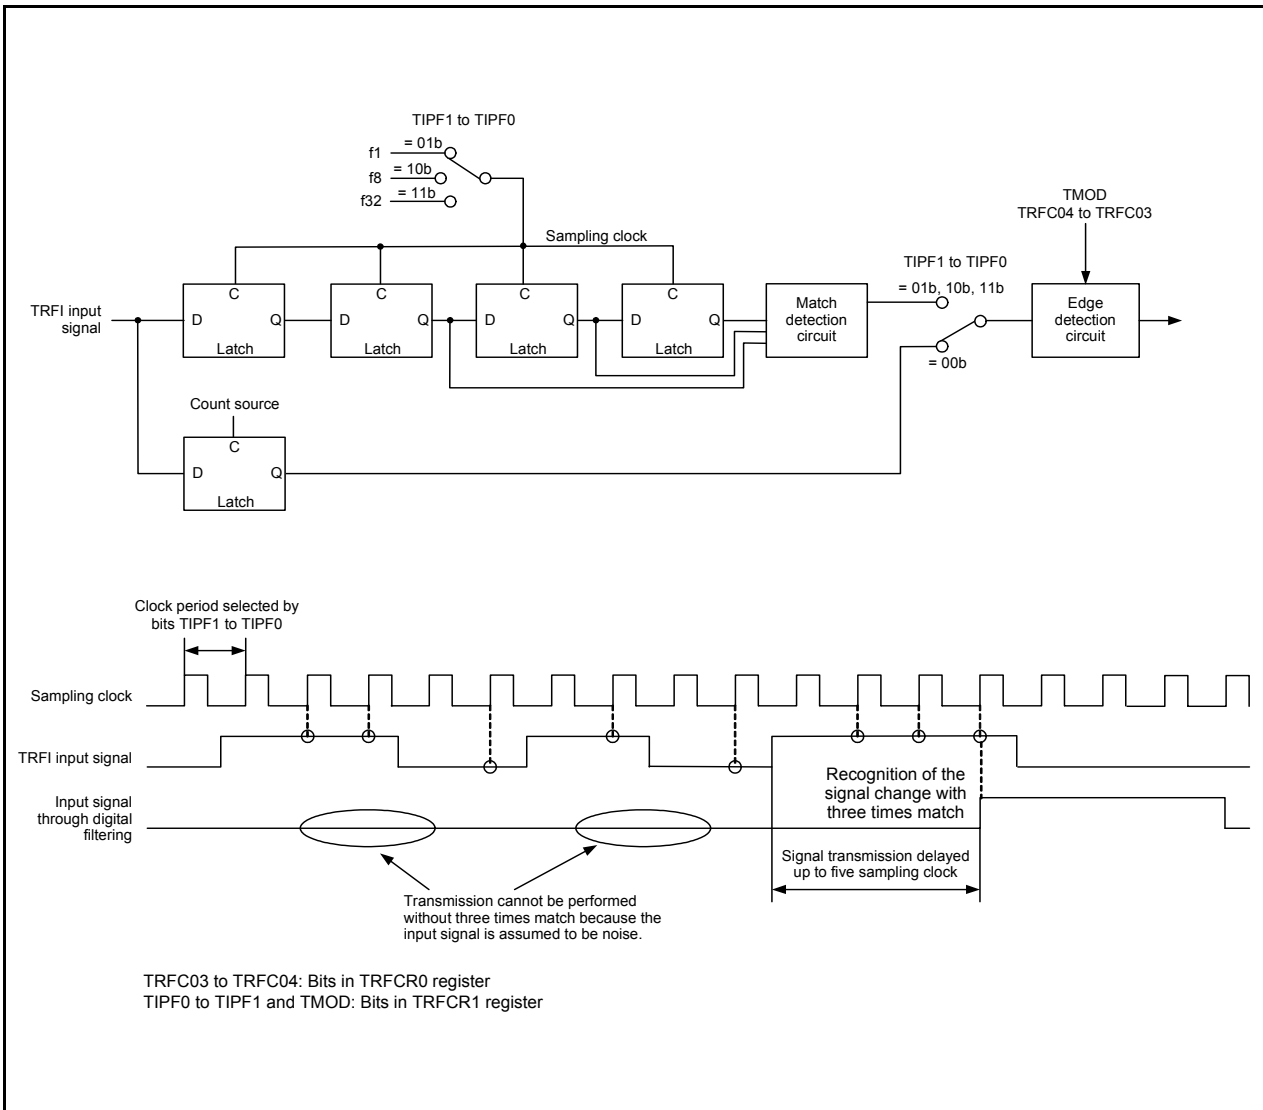 TIPF1 to TIPF0
f1
= 01b
f8
= 10b
f32
= 11b
Sampling clock
TMOD
TRFC04 to TRFC03
TIPF1 to TIPF0
= 01b, 10b, 11b
= 00b
TRFI input
signal
C
D
Q
Latch
C
D
Q
Latch
C
D
Q
Latch
C
D
Q
Latch
Match
detection
circuit
Edge
detection
circuit
Count source
C
D
Q
Latch
Clock period selected by
bits TIPF1 to TIPF0
Sampling clock
TRFI input signal
Input signal
through digital
filtering
Recognition of the
signal change with
three times match
Signal transmission delayed
up to five sampling clock
Transmission cannot be performed
without three times match because the
input signal is assumed to be noise.
TRFC03 to TRFC04: Bits in TRFCR0 register
TIPF0 to TIPF1 and TMOD: Bits in TRFCR1 register